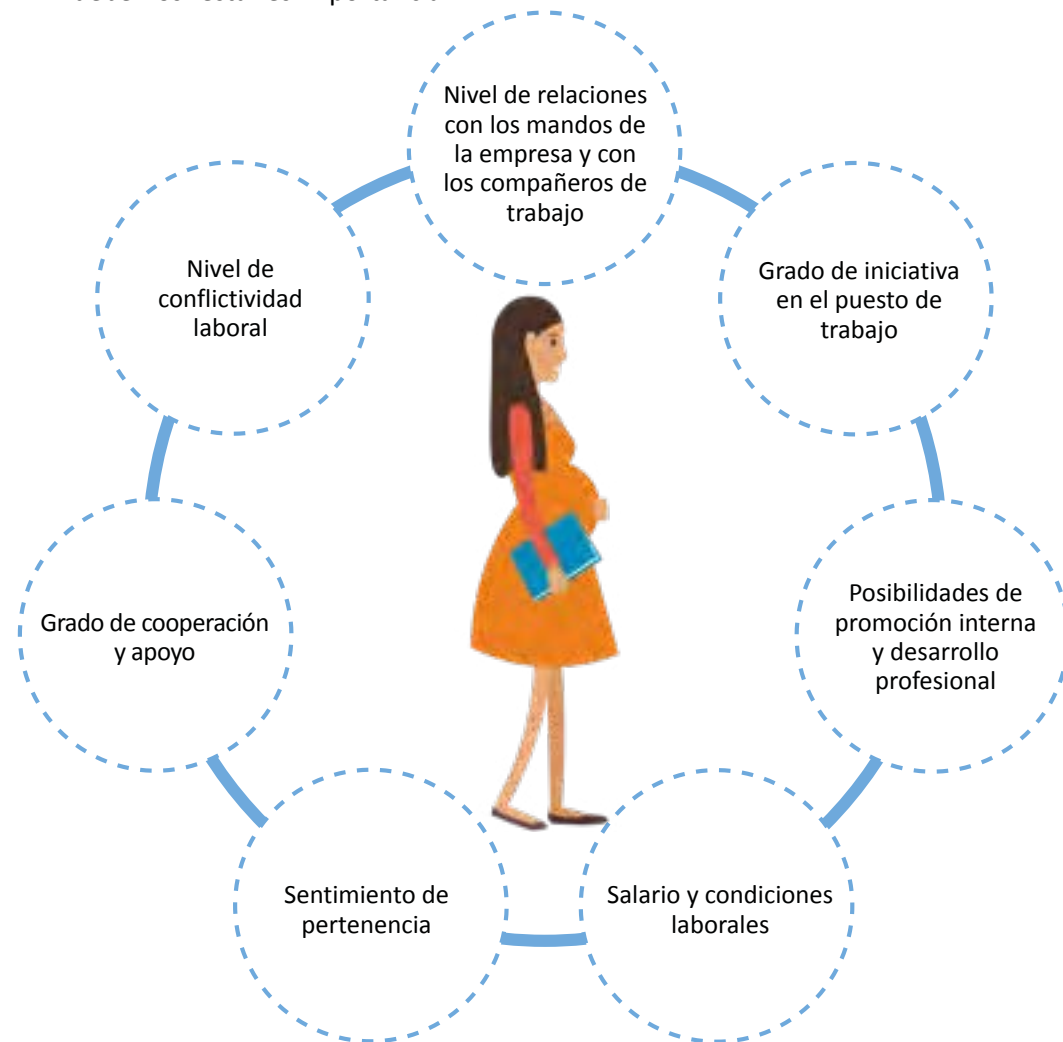 Nivel de relaciones
con los mandos de
la empresa y con
los compañeros de
trabajo
Grado de iniciativa
en el puesto de
trabajo
Posibilidades de
promoción interna
y desarrollo
profesional
Salario y condiciones
laborales
Sentimiento de
pertenencia
Grado de cooperación
y apoyo
Nivel de
conflictividad
laboral